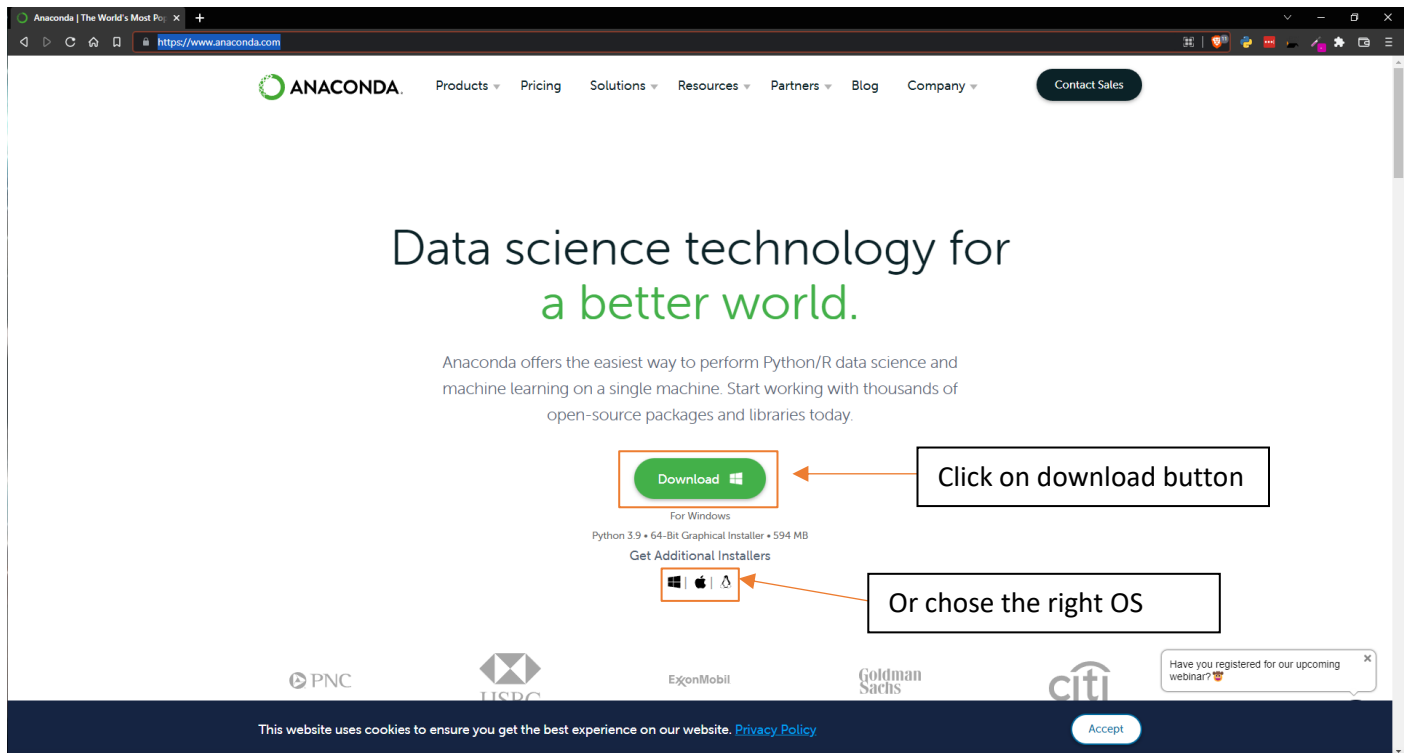 Anaconda | The World's Most Pop
https://www.anaconda.com
ANACONDA.
Products
Pricing
Solutions
Resources
Partners
Blog
Company
Contact Sales
Data science technology for
a better world.
Anaconda offers the easiest way to perform Python/R data science and
machine learning on a single machine. Start working with thousands of
open-source packages and libraries today.
Download
Click on download button
For Windows
Python 3.9 • 64-Bit Graphical Installer • 594 MB
Get Additional Installers
Or chose the right OS
PNC
HSBC
ExxonMobil
Goldman
Sachs
citi
Have you registered for our upcoming
webinar?
This website uses cookies to ensure you get the best experience on our website. Privacy Policy
Accept